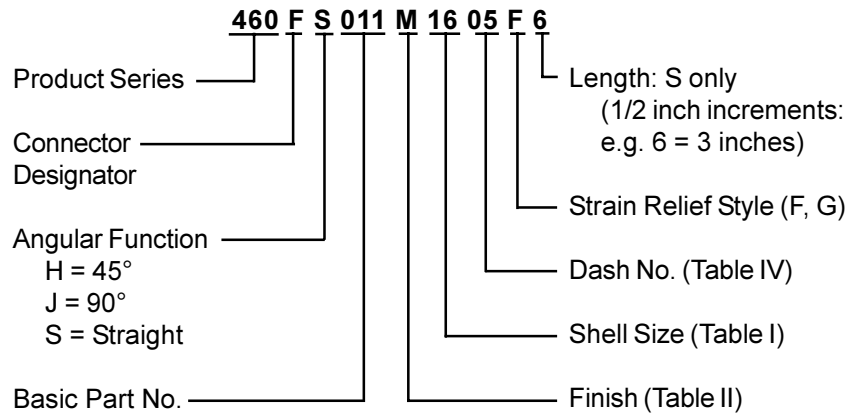 460 F S 011 M 16 05 F 6
Product Series
Connector
Designator
Angular Function
H = 45°
J = 90°
S = Straight
Basic Part No.
Length: S only
(1/2 inch increments:
e.g. 6 = 3 inches)
Strain Relief Style (F, G)
Dash No. (Table IV)
Shell Size (Table I)
Finish (Table II)